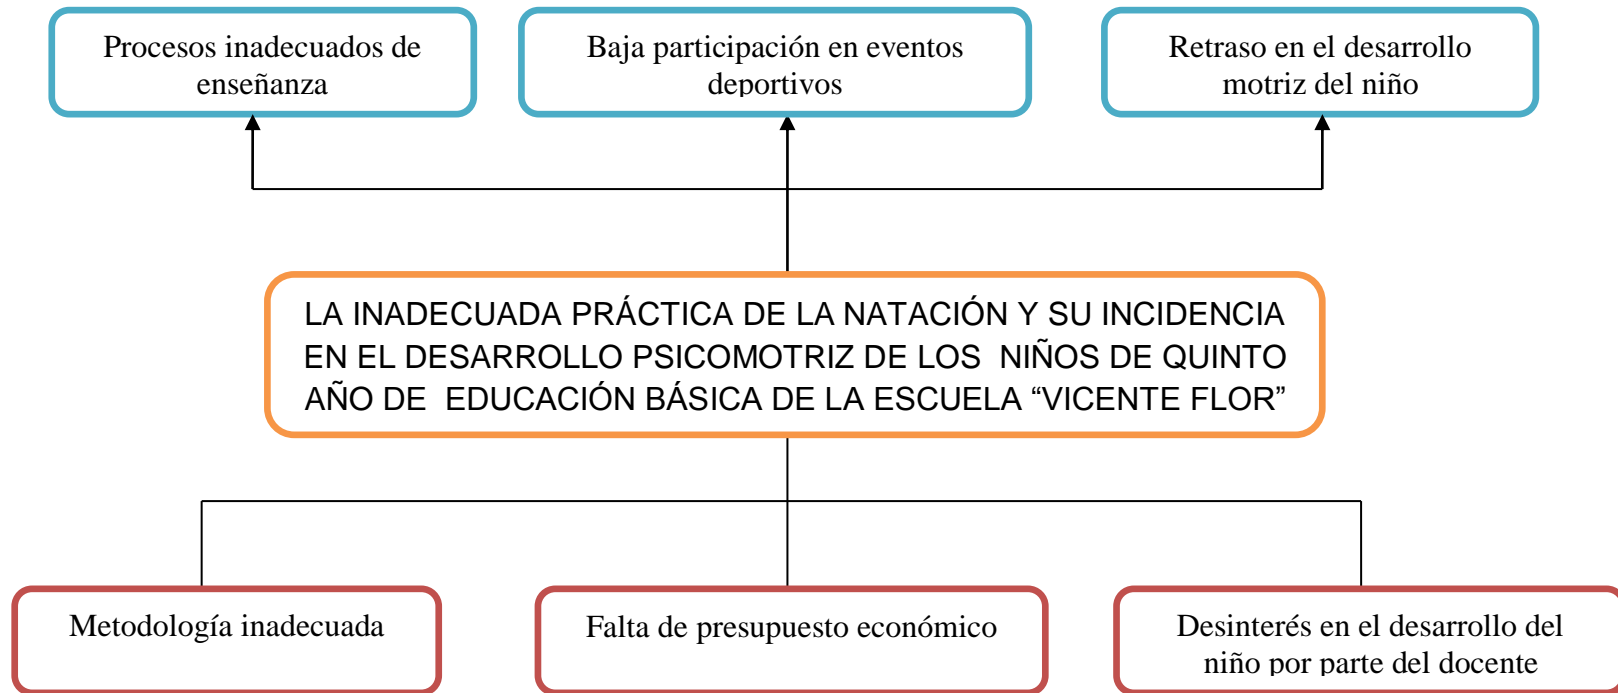 Procesos inadecuados de
enseñanza
Baja participación en eventos
deportivos
Retraso en el desarrollo
motriz del niño
LA INADECUADA PRÁCTICA DE LA NATACIÓN Y SU INCIDENCIA
EN EL DESARROLLO PSICOMOTRIZ DE LOS NIÑOS DE QUINTO
AÑO DE EDUCACIÓN BÁSICA DE LA ESCUELA “VICENTE FLOR”
Metodología inadecuada
Falta de presupuesto económico
Desinterés en el desarrollo del
niño por parte del docente